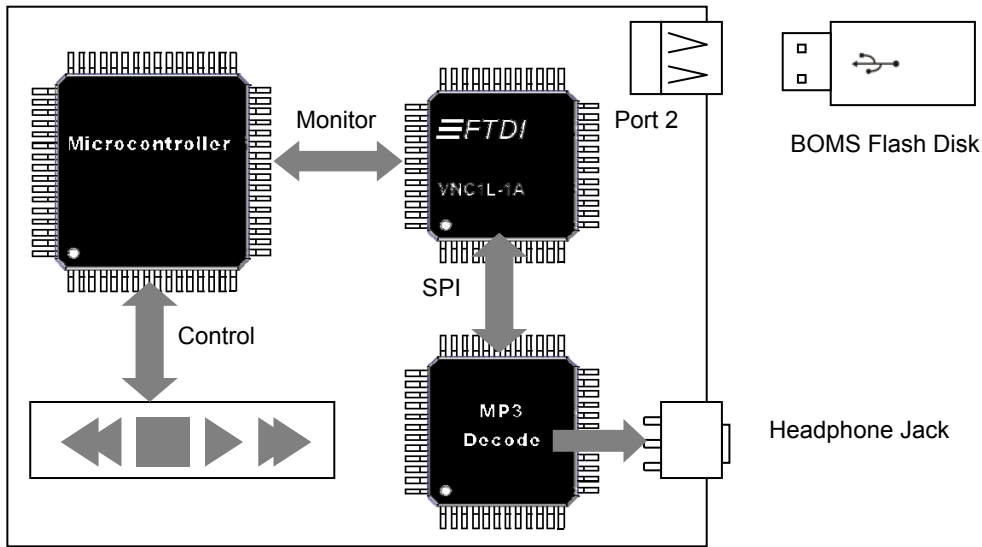 Microcontroller
Monitor
FTDI
VNC1L-1A
Port 2
BOMS Flash Disk
SPI
Control
MP3
Decode
Headphone Jack